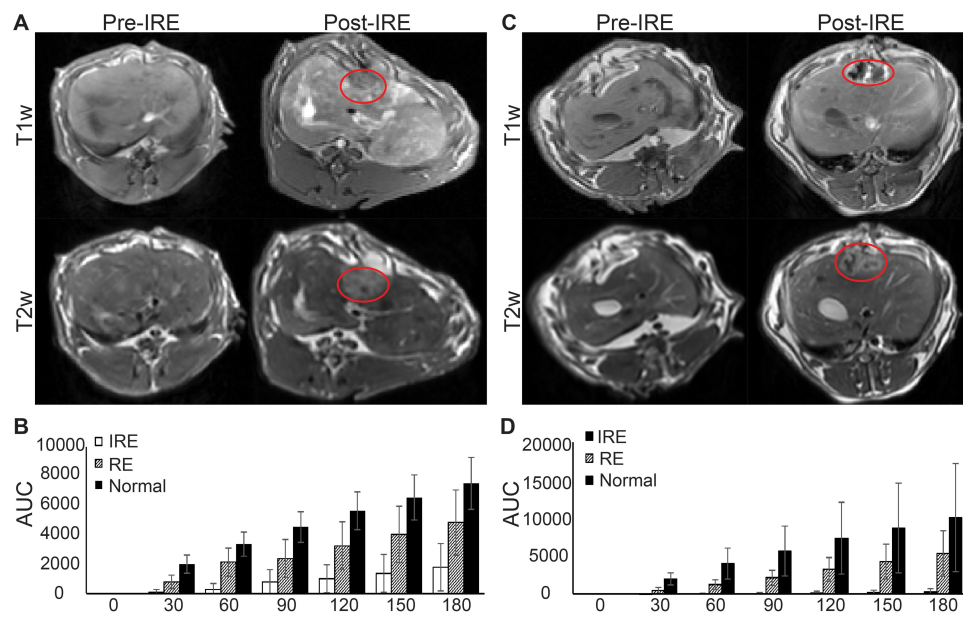 A Pre-IRE Post-IRE C Pre-IRE Post-IRE
T1w T1w
T2w T2w
B D
10000 IRE
8000 RE
6000 Normal
4000
2000
0
AUC
0 30 60 90 120 150 180
20000 IRE
15000 RE
Normal
10000
5000
0
AUC
0 30 60 90 120 150 180